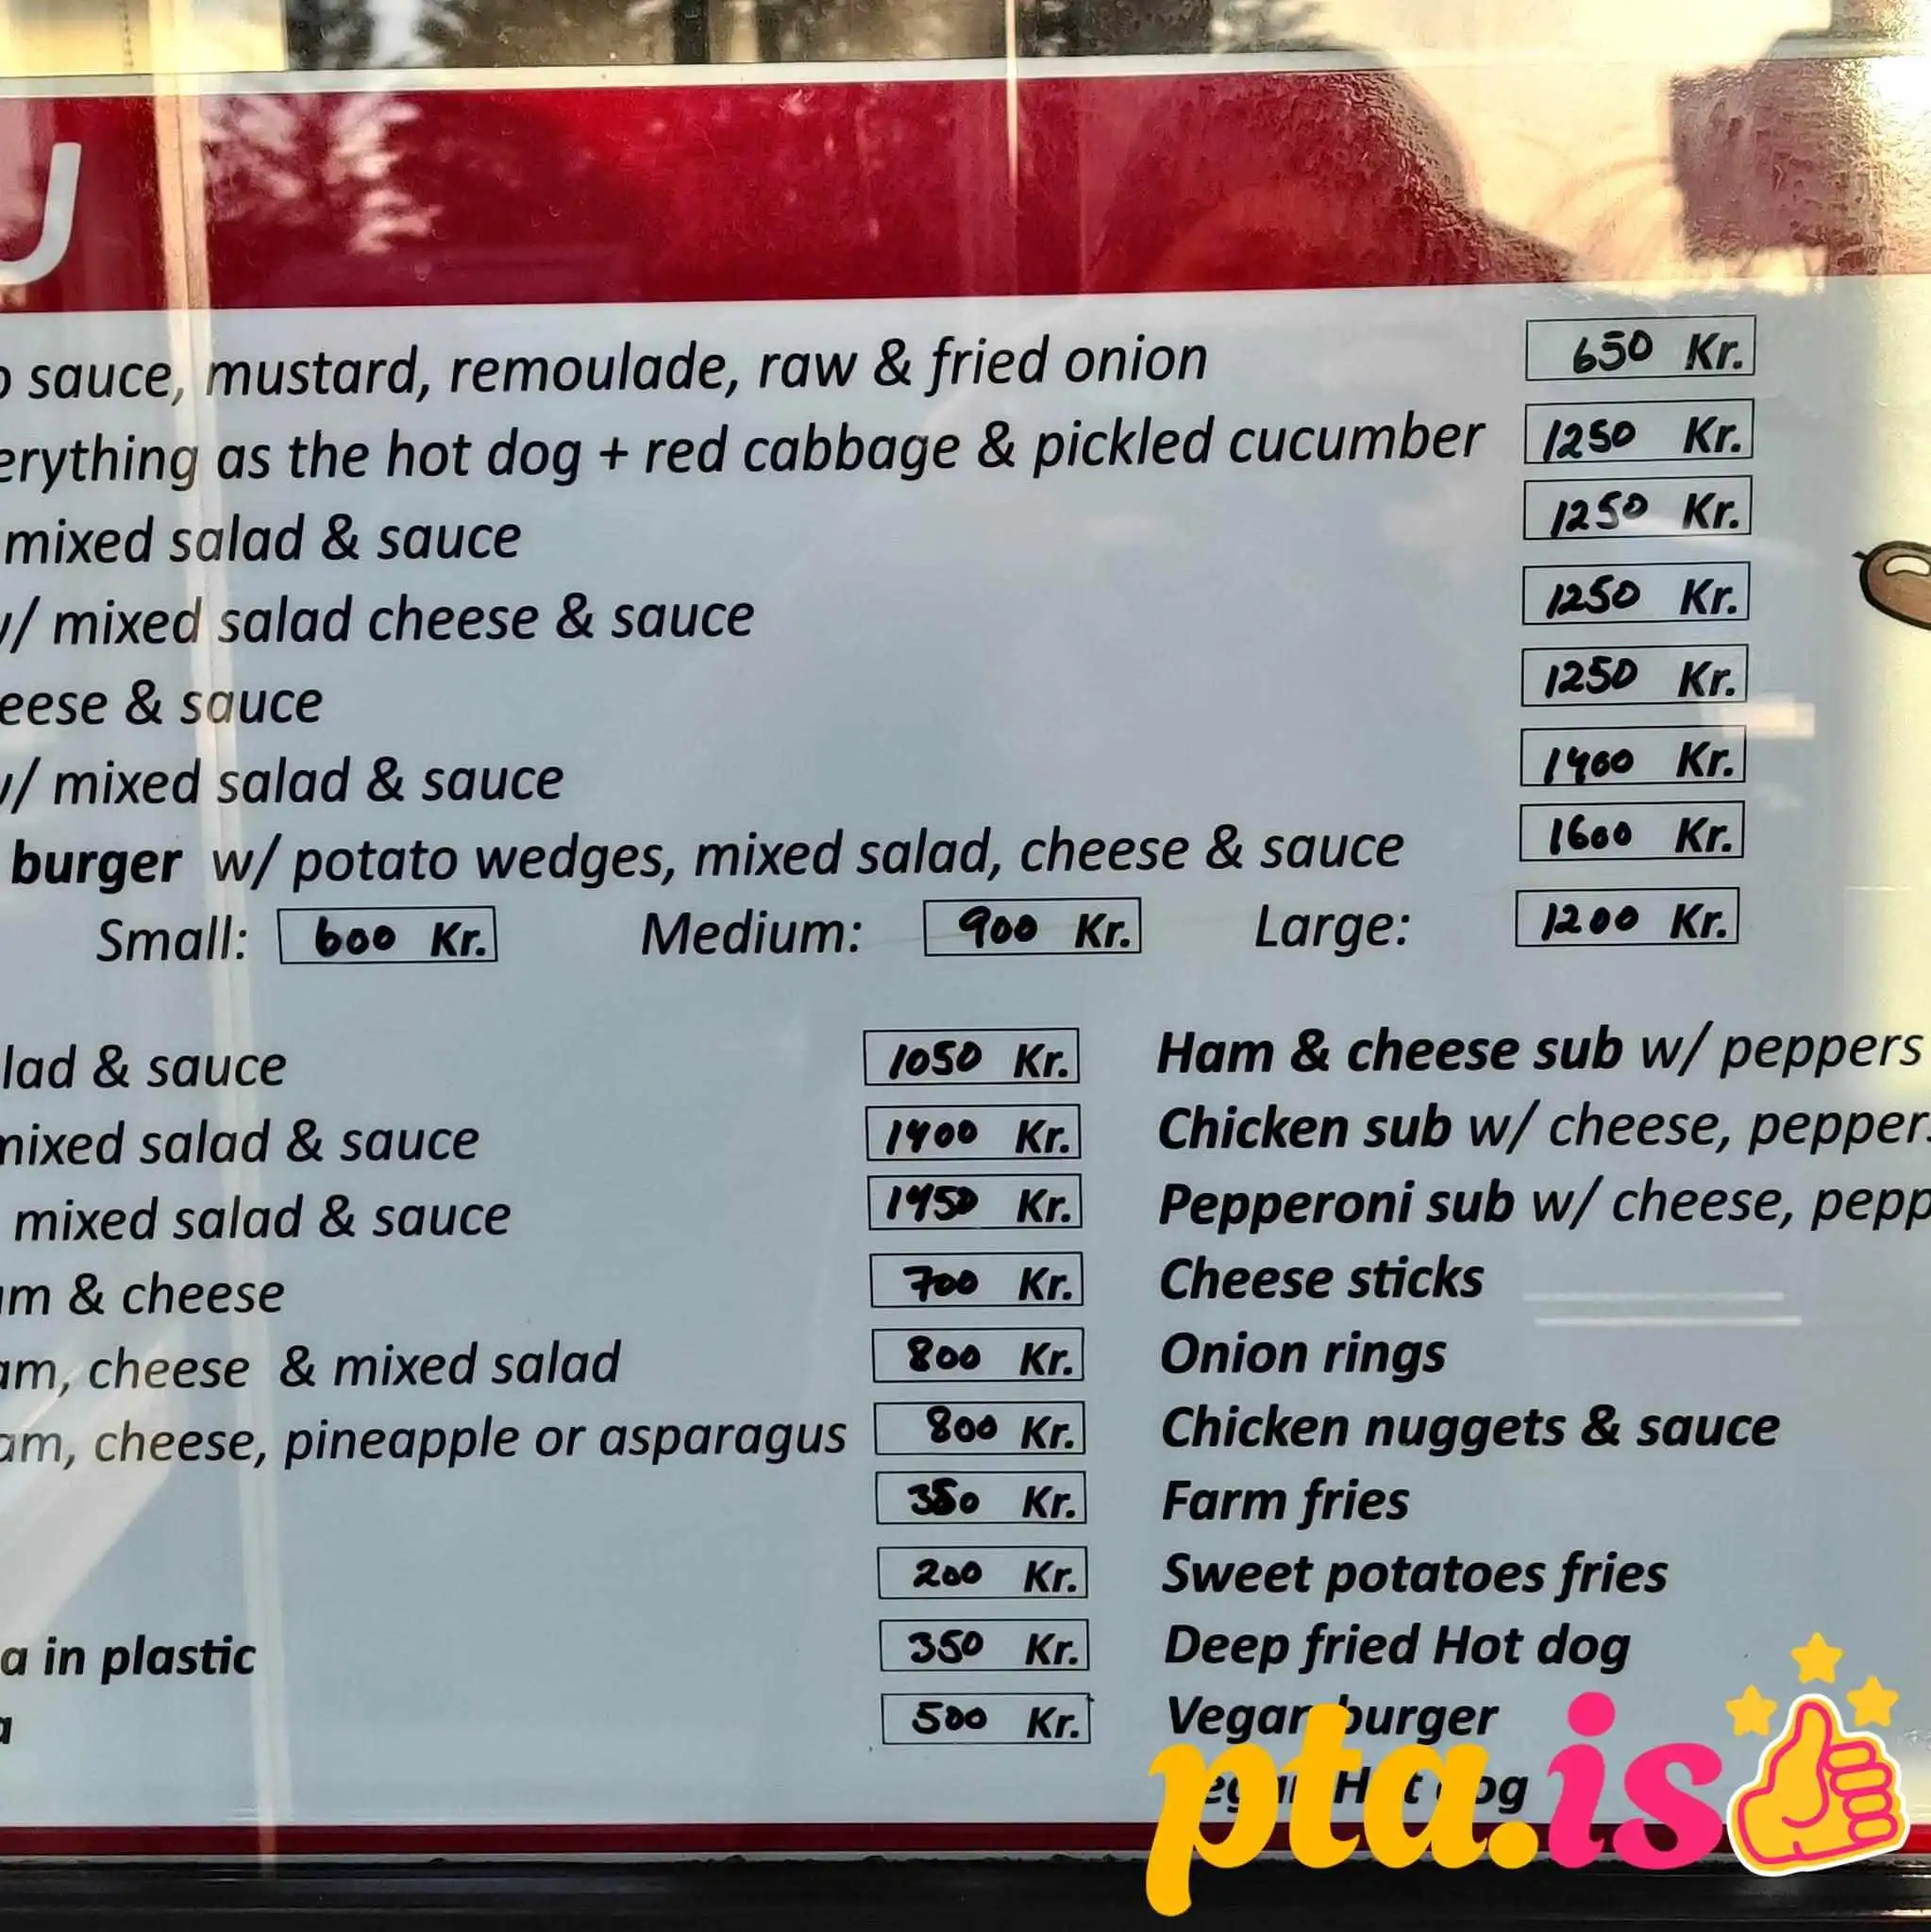 U
sauce, mustard, remoulade, raw & fried onion 650 Kr.
erything as the hot dog + red cabbage & pickled cucumber 1250 Kr.
mixed salad & sauce 1250 Kr.
w/ mixed salad cheese & sauce 1250 Kr.
eese & sauce 1250 Kr.
w/ mixed salad & sauce 1400 Kr.
burger w/ potato wedges, mixed salad, cheese & sauce 1600 Kr.
Small: 600 Kr. Medium: 900 Kr. Large: 1200 Kr.
lad & sauce 1050 Kr.
mixed salad & sauce 1400 Kr.
mixed salad & sauce 1450 Kr.
am & cheese 700 Kr.
am, cheese & mixed salad 800 Kr.
am, cheese, pineapple or asparagus 800 Kr.
350 Kr.
200 Kr.
a in plastic 350 Kr.
a 500 Kr.
Ham & cheese sub w/ peppers
Chicken sub w/ cheese, pepper
Pepperoni sub w/ cheese, pepp
Cheese sticks
Onion rings
Chicken nuggets & sauce
Farm fries
Sweet potatoes fries
Deep fried Hot dog
Vegan burger
Vegan Hot dog
pta.is